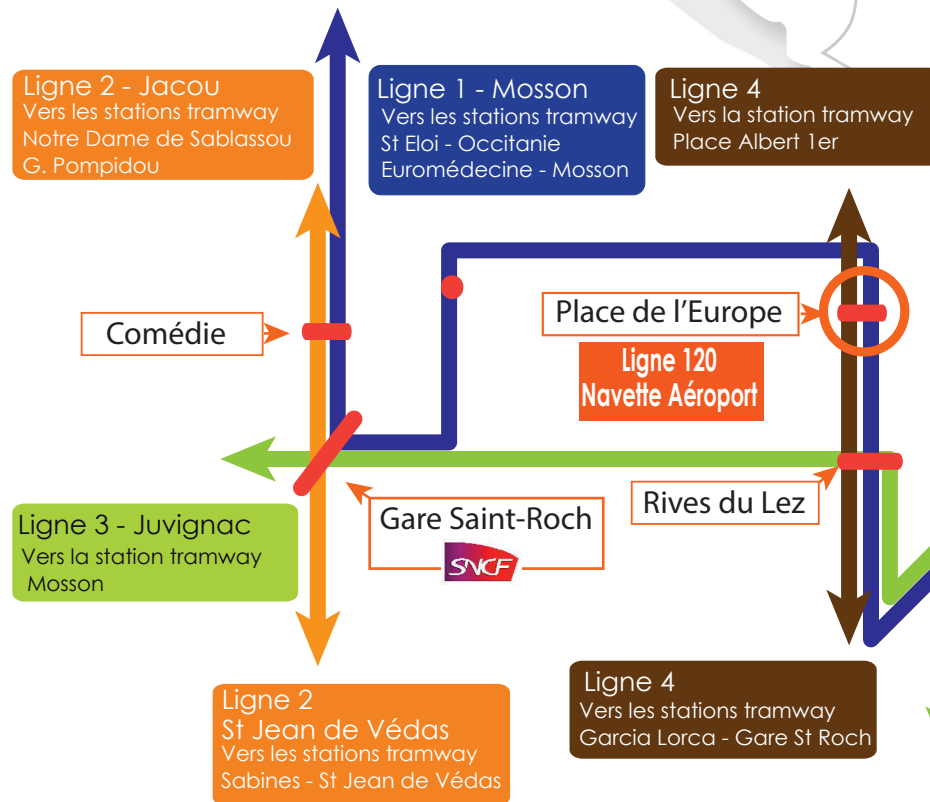 Ligne 2 - Jacou
Vers les stations tramway
Notre Dame de Sablassou
G. Pompidou
Ligne 1 - Mosson
Vers les stations tramway
St Eloi - Occitanie
Euromédecine - Mosson
Ligne 4
Vers la station tramway
Place Albert 1er
Comédie
Place de l'Europe
Ligne 120
Navette Aéroport
Gare Saint-Roch
SNCF
Rives du Lez
Ligne 3 - Juvignac
Vers la station tramway
Mosson
Ligne 2
St Jean de Védas
Vers les stations tramway
Sabines - St Jean de Védas
Ligne 4
Vers les stations tramway
Garcia Lorca - Gare St Roch